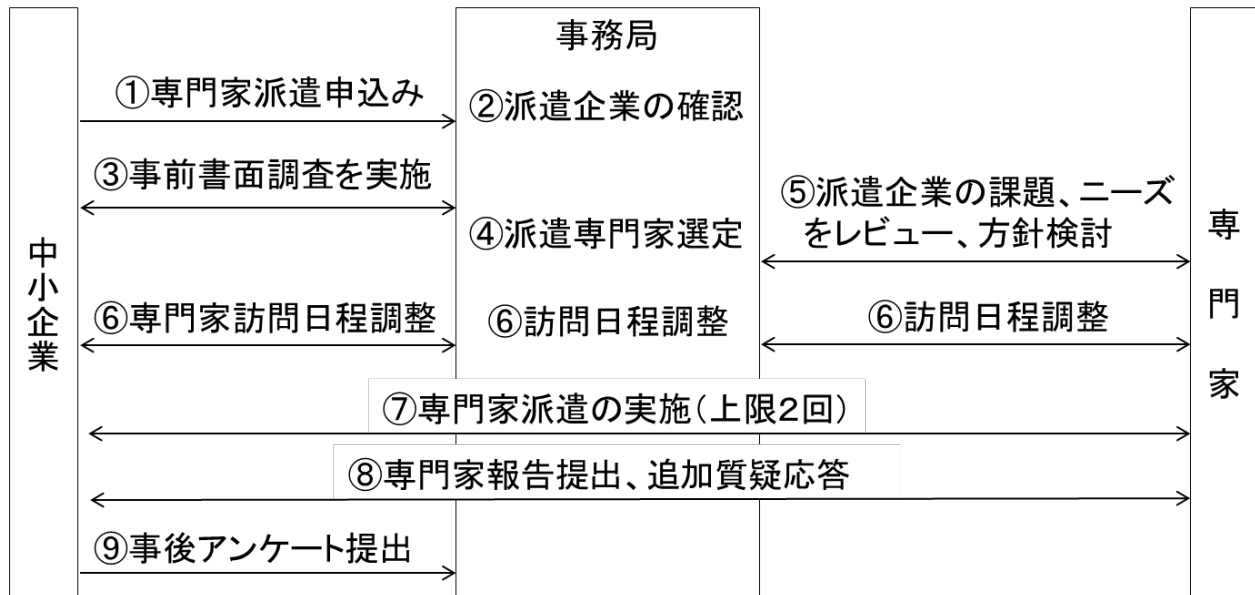 事務局
①専門家派遣申込み
②派遣企業の確認
③事前書面調査を実施
④派遣専門家選定
⑤派遣企業の課題、ニーズ
をレビュー、方針検討
中小企業
専門家
⑥専門家訪問日程調整
⑥訪問日程調整
⑥訪問日程調整
⑦専門家派遣の実施（上限２回）
⑧専門家報告提出、追加質疑応答
⑨事後アンケート提出